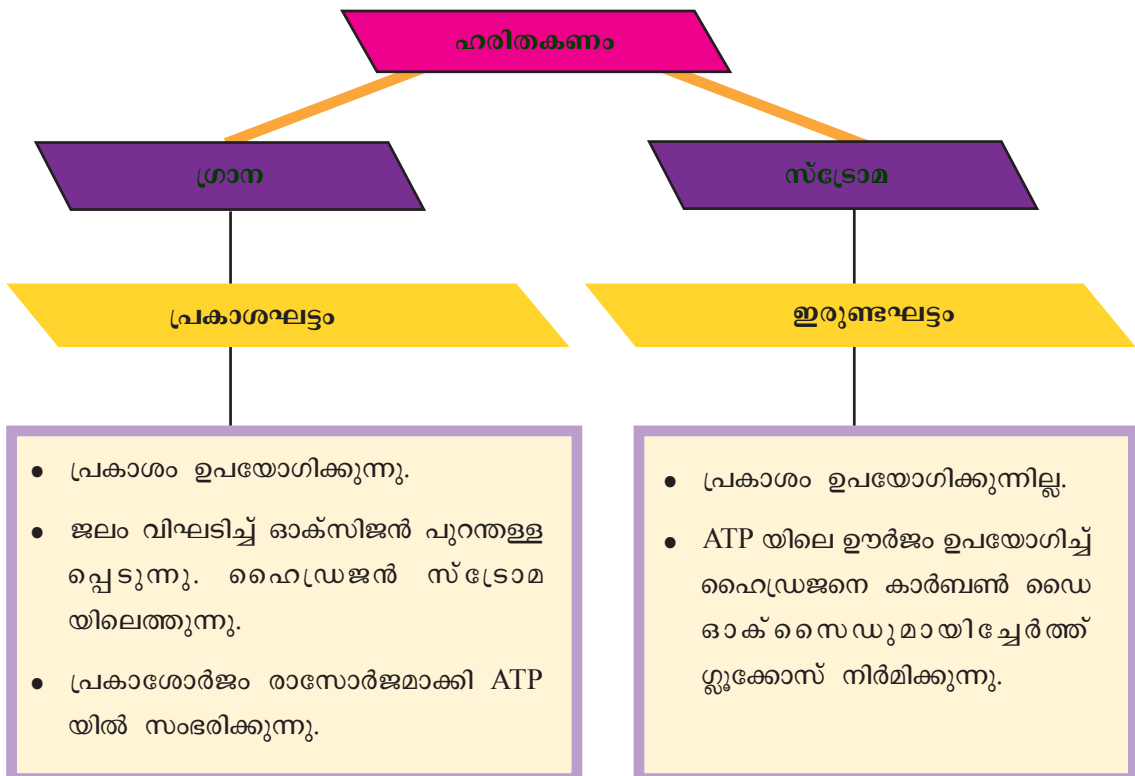 ഹരിതകണം
ഗ്രാന
സ്ട്രോമ
പ്രകാശഘട്ടം
ഇരുണ്ടഘട്ടം
• പ്രകാശം ഉപയോഗിക്കുന്നു.
• ജലം വിഘടിച്ച് ഓക്സിജൻ പുറന്തള്ള
പ്പെടുന്നു. ഹൈഡ്രജൻ സ്ട്രോമ
യിലെത്തുന്നു.
• പ്രകാശോർജം രാസോർജമാക്കി ATP
യിൽ സംഭരിക്കുന്നു.
• പ്രകാശം ഉപയോഗിക്കുന്നില്ല.
• ATP യിലെ ഊർജം ഉപയോഗിച്ച്
ഹൈഡ്രജനെ കാർബൺ ഡൈ
ഓക്സൈഡുമായിച്ചേർത്ത്
ഗ്ലൂക്കോസ് നിർമിക്കുന്നു.